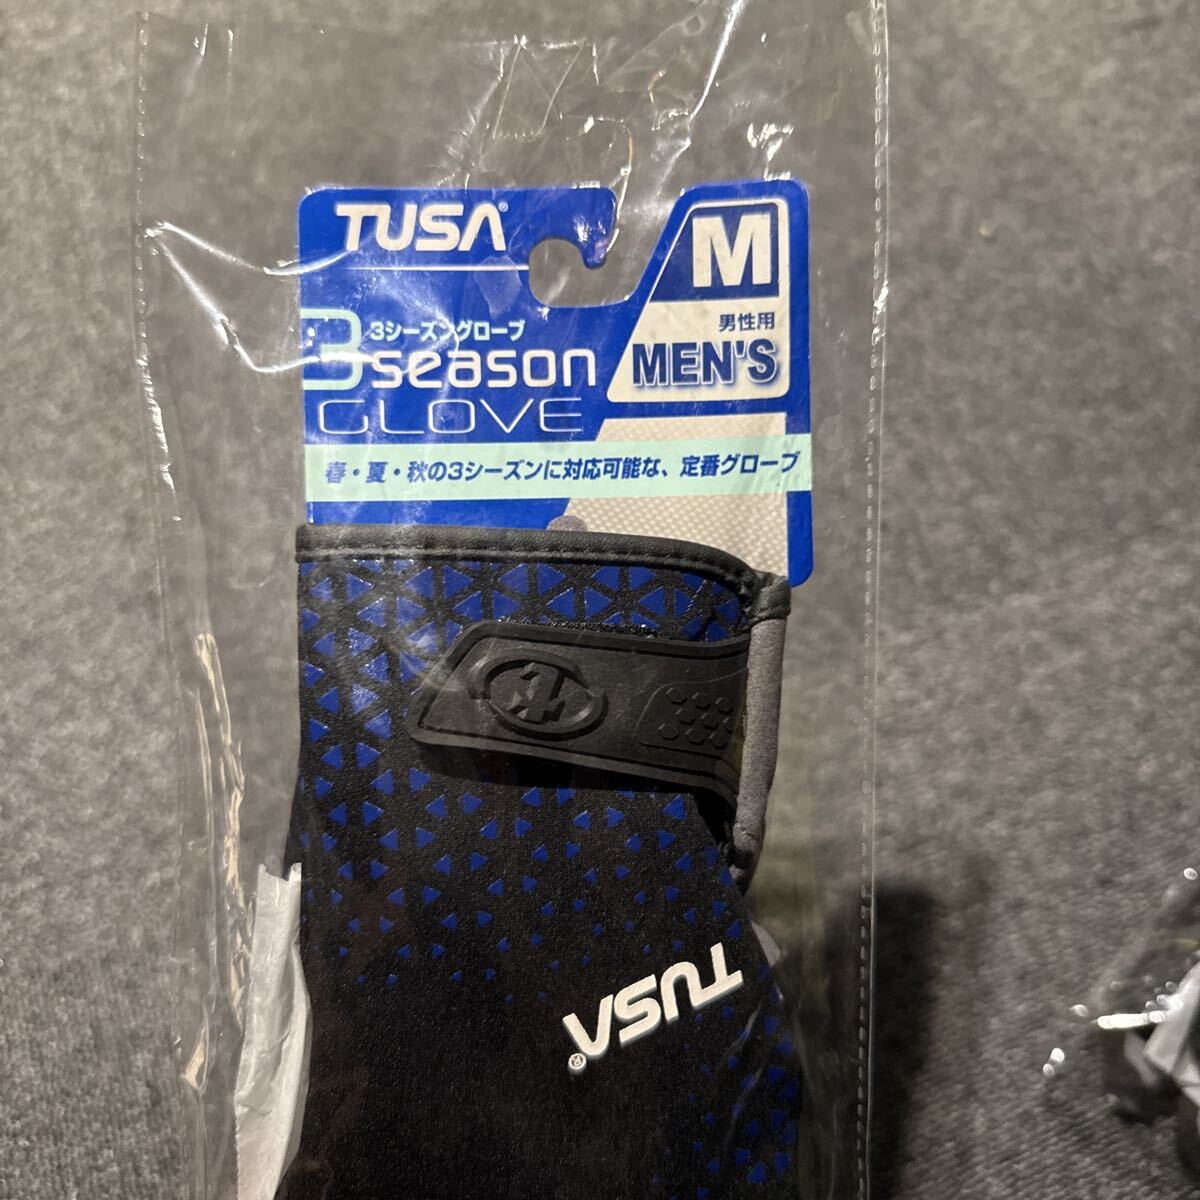 TUSA®
M
男性用
MEN'S
3シーズングローブ
3season
GLOVE
春・夏・秋の3シーズンに対応可能な、定番グローブ
TUSA®